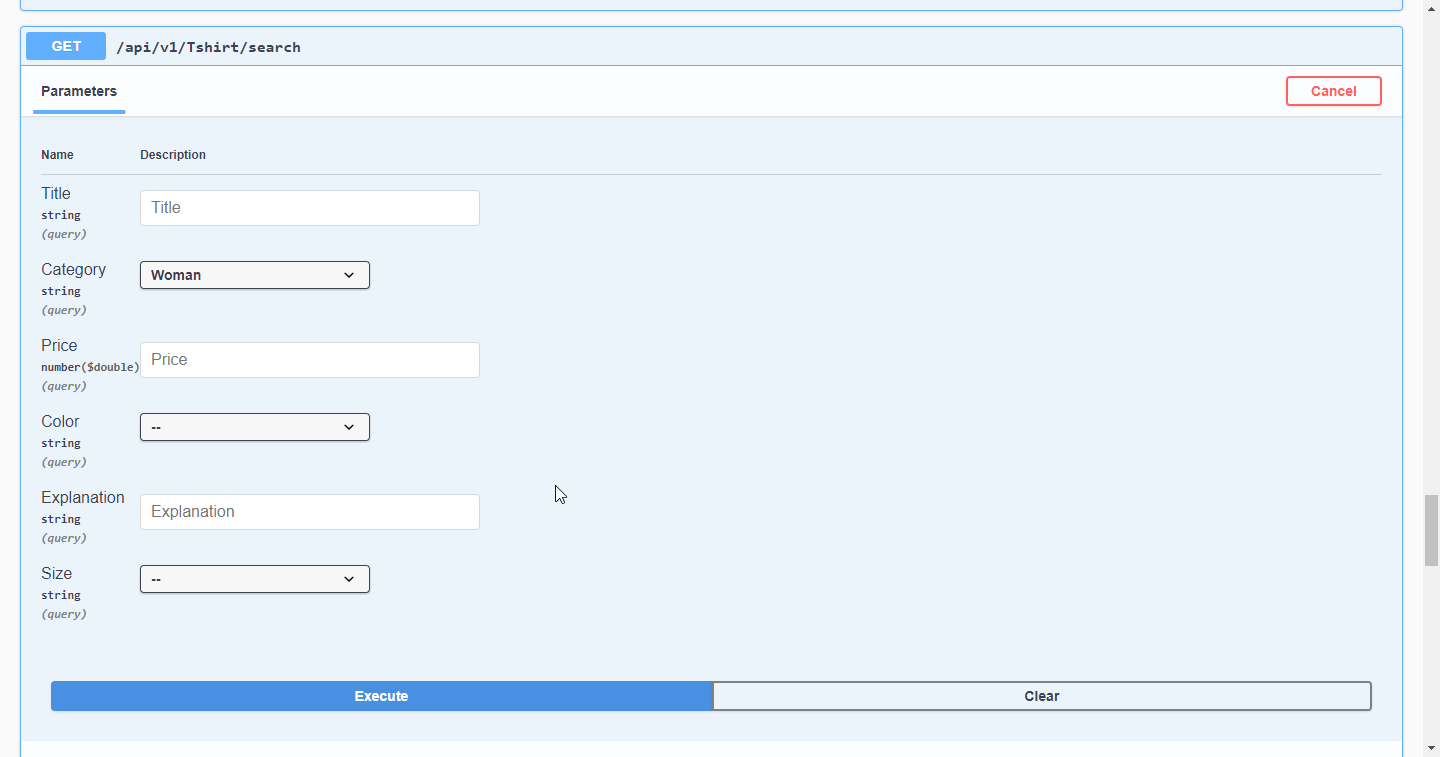 GET /api/v1/Tshirt/search
Parameters Cancel
Name Description
Title
string
(query)
Title
Category
string
(query)
Woman
Price
number($double)
(query)
Price
Color
string
(query)
--
Explanation
string
(query)
Explanation
Size
string
(query)
--
Execute Clear